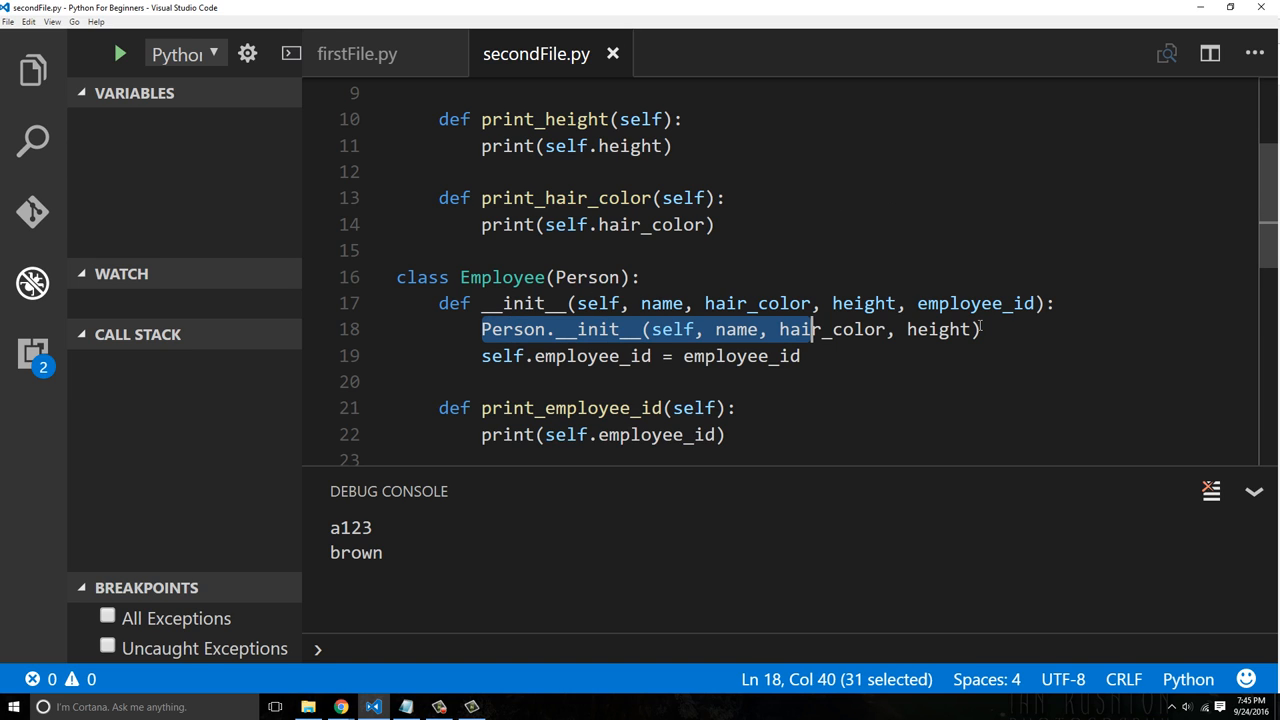 secondFile.py - Python For Beginners - Visual Studio Code
File Edit View Go Help
Python
firstFile.py
secondFile.py
VARIABLES
WATCH
CALL STACK
2
BREAKPOINTS
All Exceptions
Uncaught Exceptions
9
10 def print_height(self):
11 print(self.height)
12
13 def print_hair_color(self):
14 print(self.hair_color)
15
16 class Employee(Person):
17 def __init__(self, name, hair_color, height, employee_id):
18 Person.__init__(self, name, hair_color, height)
19 self.employee_id = employee_id
20
21 def print_employee_id(self):
22 print(self.employee_id)
23
DEBUG CONSOLE
a123
brown
0 0
Ln 18, Col 40 (31 selected) Spaces: 4 UTF-8 CRLF Python
I'm Cortana. Ask me anything.
7:45 PM
9/24/2016